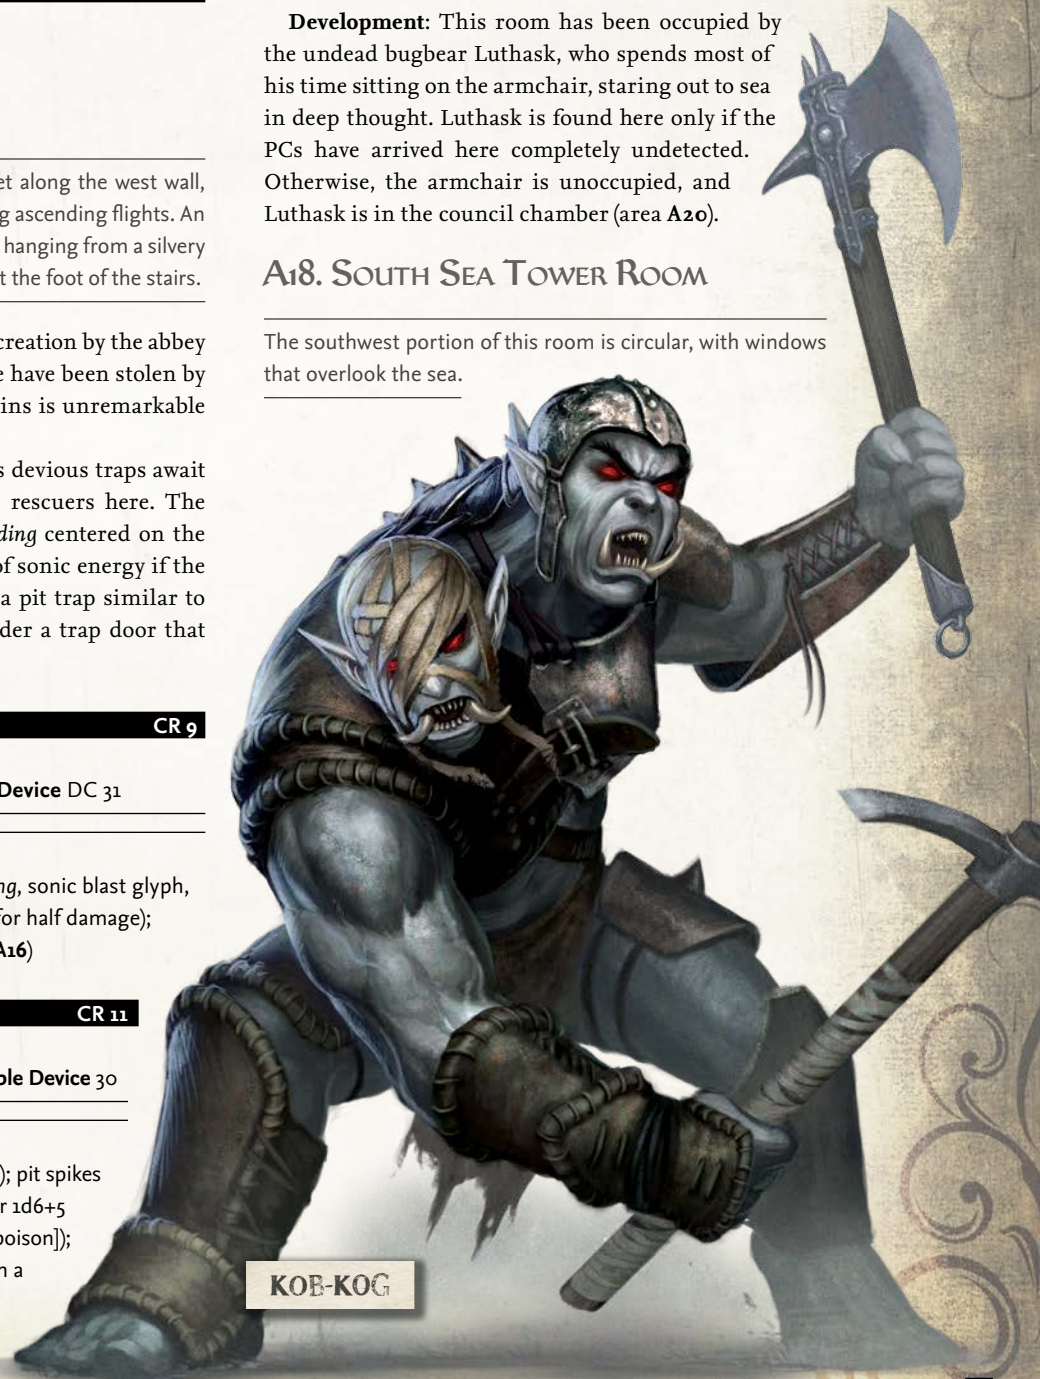 et along the west wall,
g ascending flights. An
hanging from a silvery
t the foot of the stairs.
creation by the abbey
e have been stolen by
ins is unremarkable
s devious traps await
rescuers here. The
ding centered on the
of sonic energy if the
a pit trap similar to
der a trap door that
CR 9
Device DC 31
ng, sonic blast glyph,
for half damage);
A16)
CR 11
ble Device 30
); pit spikes
r 1d6+5
poison]);
n a
Development: This room has been occupied by
the undead bugbear Luthask, who spends most of
his time sitting on the armchair, staring out to sea
in deep thought. Luthask is found here only if the
PCs have arrived here completely undetected.
Otherwise, the armchair is unoccupied, and
Luthask is in the council chamber (area A20).
A18. South Sea Tower Room
The southwest portion of this room is circular, with windows
that overlook the sea.
KOB-KOG